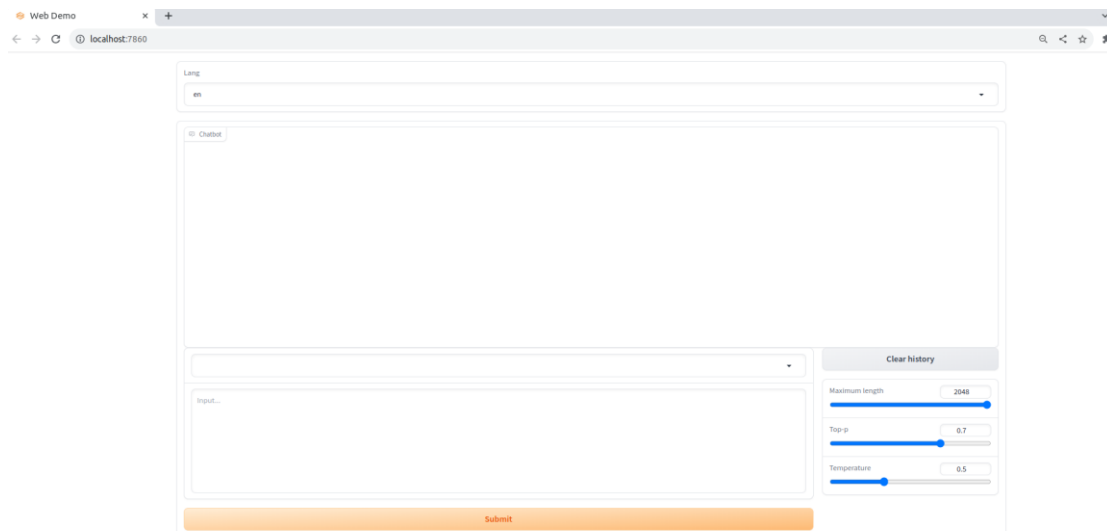 Web Demo
localhost:7860
Lang
en
Chatbot
Clear history
Input...
Maximum length 2048
Top-p 0.7
Temperature 0.5
Submit